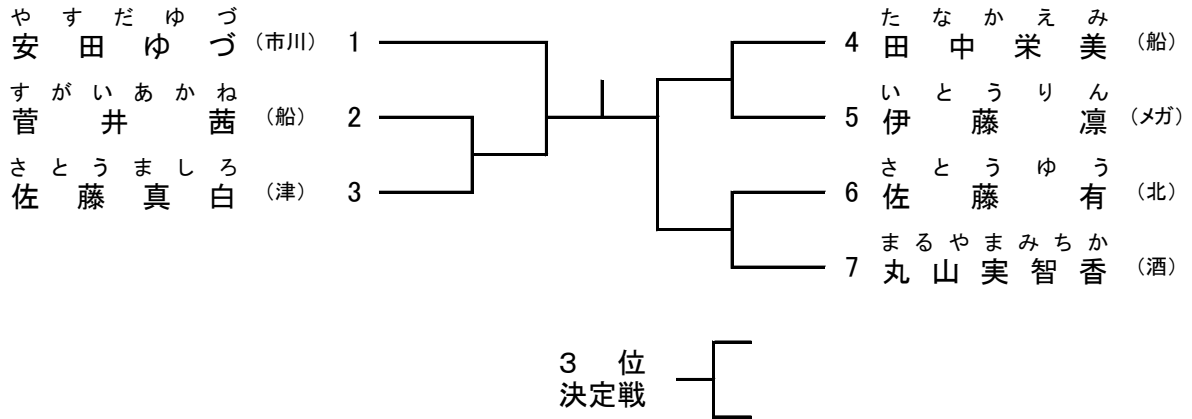 やすだゆづ
安田ゆづ（市川） 1
すがいあかね
菅井茜（船） 2
さとうましろ
佐藤真白（津） 3
たなかえみ
4 田中栄美（船）
いとうりん
5 伊藤凛（メガ）
さとうゆう
6 佐藤有（北）
まるやまみちか
7 丸山実智香（酒）
3位
決定戦